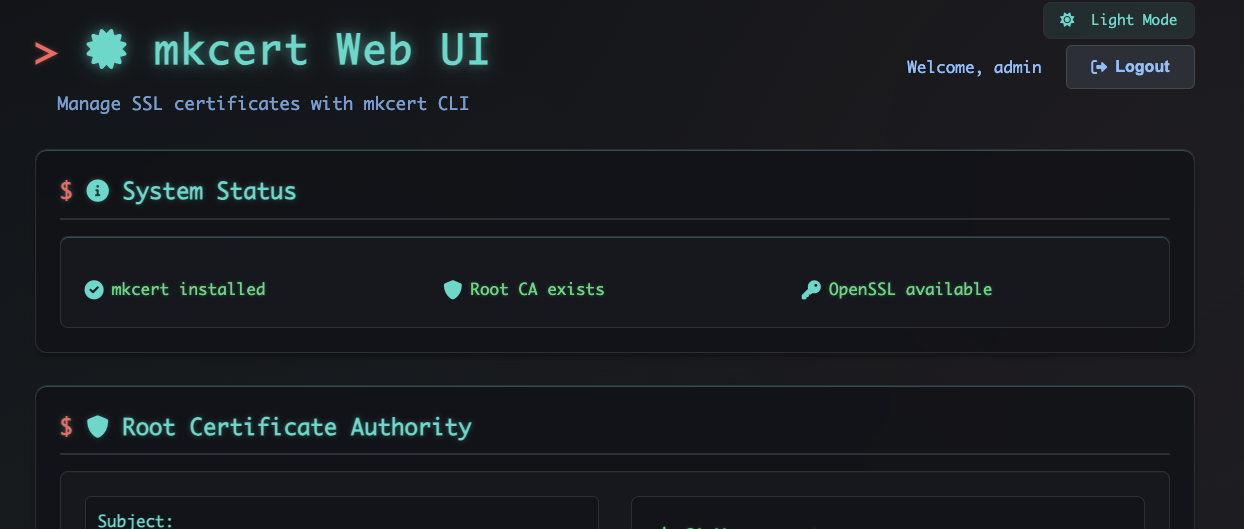 Light Mode
> mkcert Web UI
Welcome, admin
Logout
Manage SSL certificates with mkcert CLI
$ System Status
mkcert installed
Root CA exists
OpenSSL available
$ Root Certificate Authority
Subject: